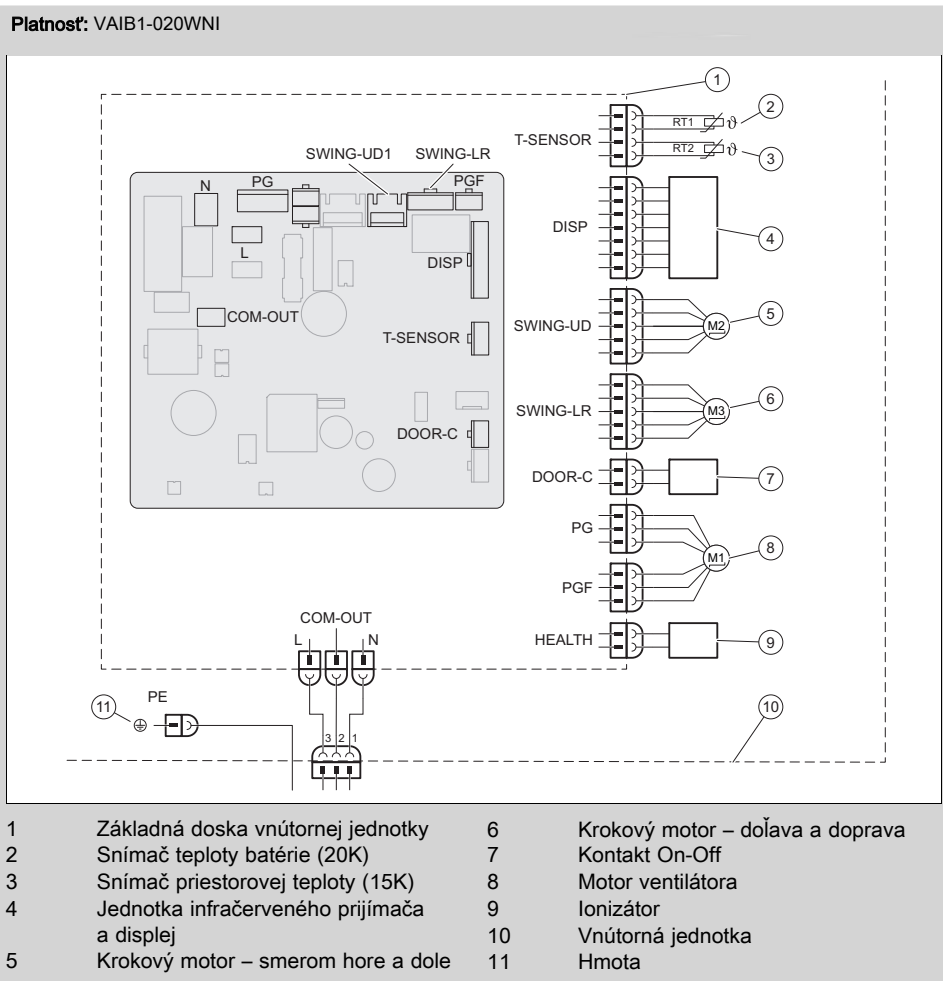 Platnosť: VAIB1-020WNI
1
2
T-SENSOR
RT1
ϑ
RT2
ϑ
3
SWING-UD1
SWING-LR
N
PG
PGF
L
DISP
COM-OUT
T-SENSOR
DOOR-C
DISP
4
SWING-UD
M2
5
SWING-LR
M3
6
DOOR-C
7
PG
M1
8
PGF
HEALTH
9
COM-OUT
L
N
PE
11
10
3 2 1
1 Základná doska vnútornej jednotky
2 Snímač teploty batérie (20K)
3 Snímač priestorovej teploty (15K)
4 Jednotka infračerveného prijímača
a displej
5 Krokový motor – smerom hore a dole
6 Krokový motor – doľava a doprava
7 Kontakt On-Off
8 Motor ventilátora
9 Ionizátor
10 Vnútorná jednotka
11 Hmota